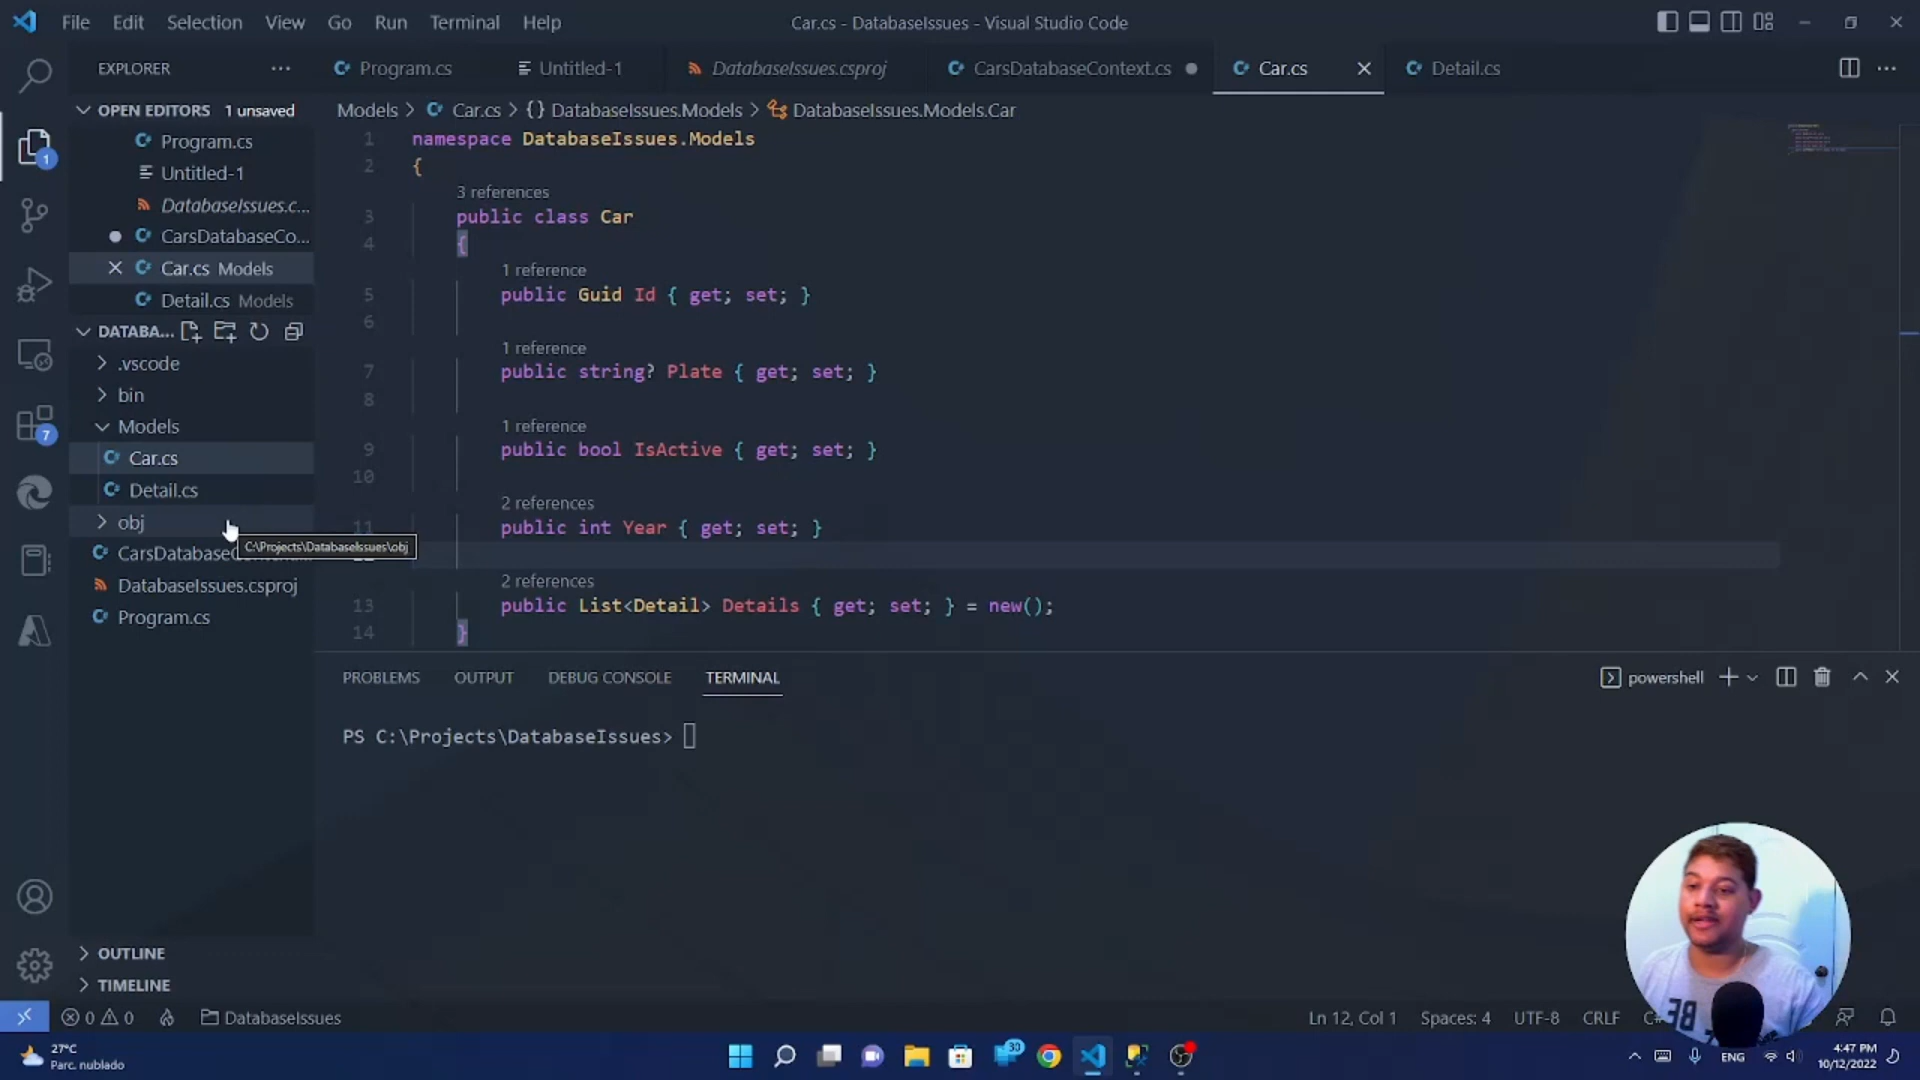 File Edit Selection View Go Run Terminal Help
Car.cs - DatabaseIssues - Visual Studio Code
EXPLORER
Program.cs
Untitled-1
DatabaseIssues.csproj
CarsDatabaseContext.cs
Car.cs
Detail.cs
OPEN EDITORS 1 unsaved
Program.cs
Untitled-1
DatabaseIssues.c...
CarsDatabaseCo...
Car.cs Models
Detail.cs Models
DATABA...
.vscode
bin
Models
Car.cs
Detail.cs
obj
C:\Projects\DatabaseIssues\obj
DatabaseIssues.csproj
Program.cs
OUTLINE
TIMELINE
1
7
Models > Car.cs > {} DatabaseIssues.Models > DatabaseIssues.Models.Car
1 namespace DatabaseIssues.Models
2 {
3 references
3 public class Car
4 {
1 reference
5 public Guid Id { get; set; }
6
1 reference
7 public string? Plate { get; set; }
8
1 reference
9 public bool IsActive { get; set; }
10
2 references
11 public int Year { get; set; }
2 references
13 public List<Detail> Details { get; set; } = new();
14 }
PROBLEMS OUTPUT DEBUG CONSOLE TERMINAL
powershell
PS C:\Projects\DatabaseIssues>
0 0 DatabaseIssues
Ln 12, Col 1 Spaces: 4 UTF-8 CRLF
27°C
Parc. nublado
30
ENG
4:47 PM
10/12/2022